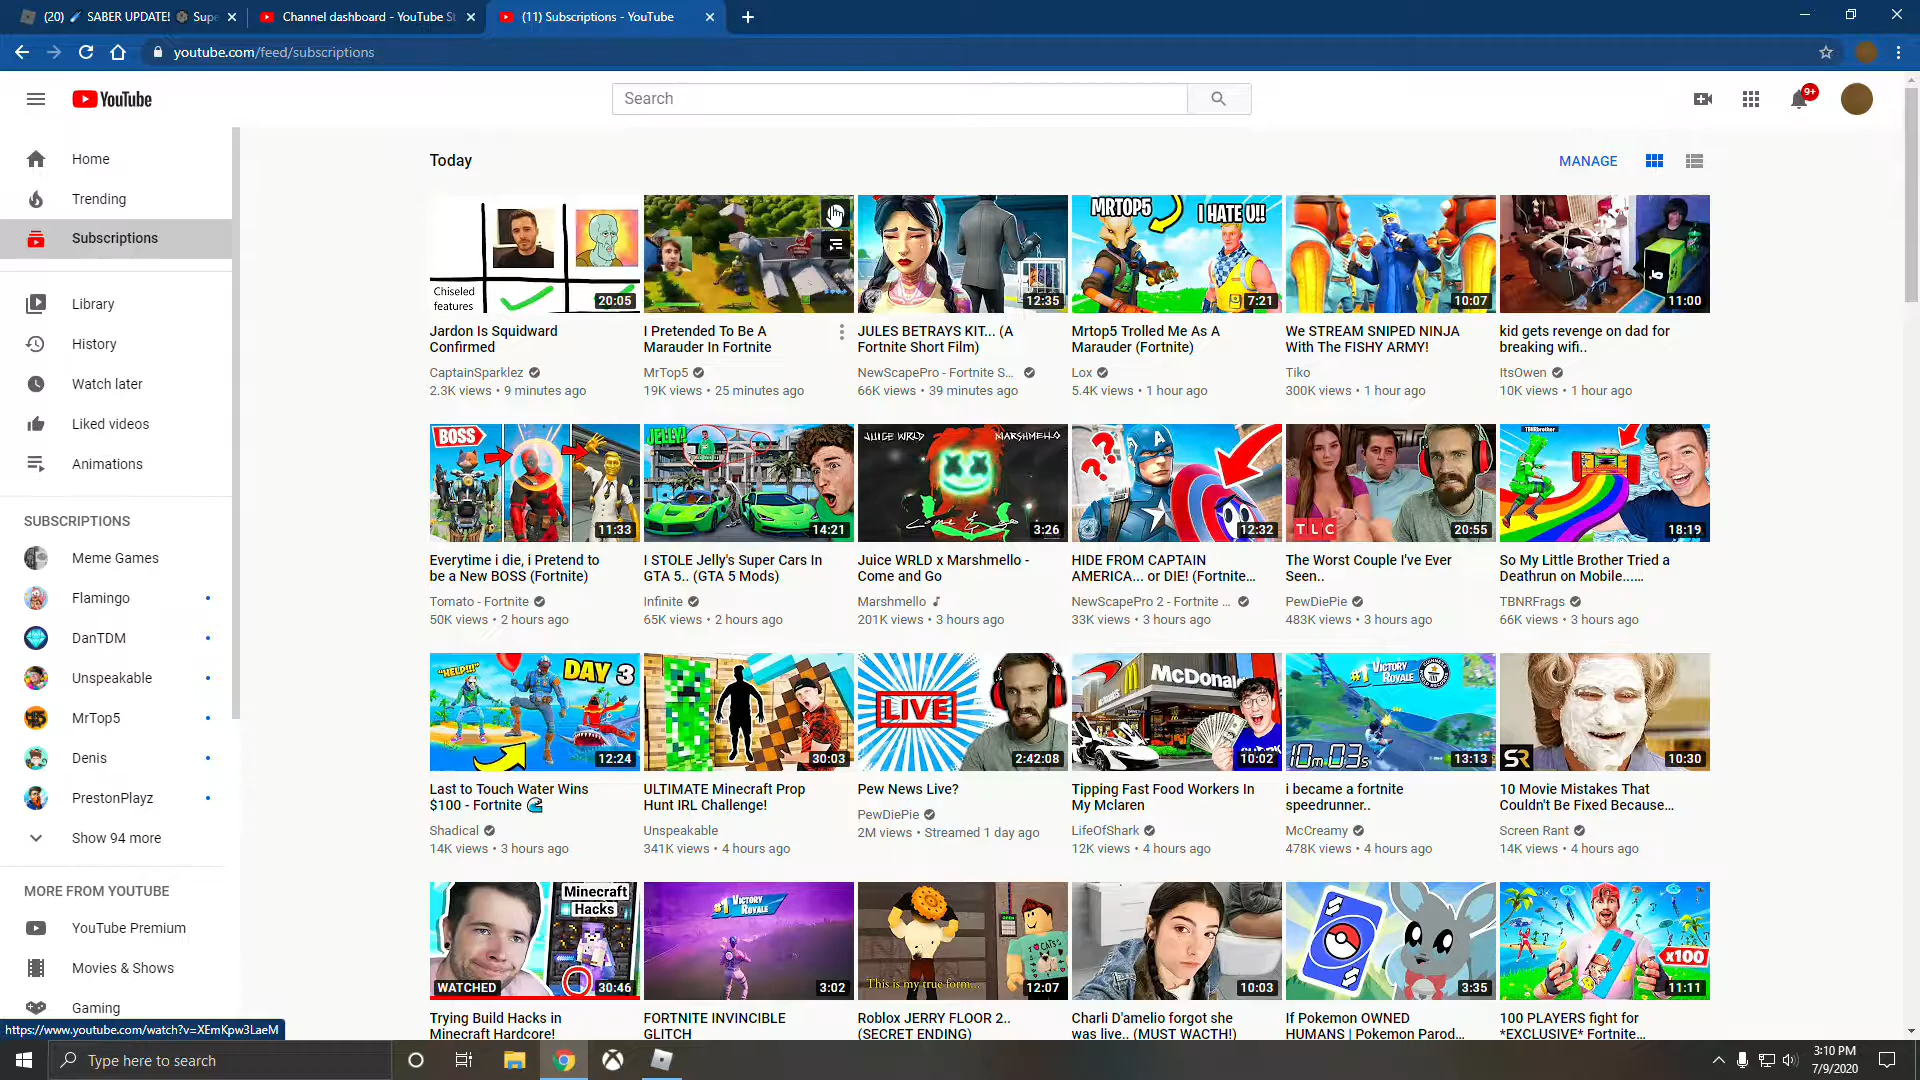 (20) SABER UPDATE! Supe
Channel dashboard - YouTube St
(11) Subscriptions - YouTube
youtube.com/feed/subscriptions
YouTube
Search
9+
Home
Trending
Subscriptions
Library
History
Watch later
Liked videos
Animations
SUBSCRIPTIONS
Meme Games
Flamingo
DanTDM
Unspeakable
MrTop5
Denis
PrestonPlayz
Show 94 more
MORE FROM YOUTUBE
YouTube Premium
Movies & Shows
Gaming
Today
MANAGE
Chiseled
features
20:05
12:35
MRTOP5
I HATE U!!
7:21
10:07
11:00
Jardon Is Squidward
Confirmed
CaptainSparklez
2.3K views • 9 minutes ago
I Pretended To Be A
Marauder In Fortnite
MrTop5
19K views • 25 minutes ago
JULES BETRAYS KIT... (A
Fortnite Short Film)
NewScapePro - Fortnite S...
66K views • 39 minutes ago
Mrtop5 Trolled Me As A
Marauder (Fortnite)
Lox
5.4K views • 1 hour ago
We STREAM SNIPED NINJA
With The FISHY ARMY!
Tiko
300K views • 1 hour ago
kid gets revenge on dad for
breaking wifi..
ItsOwen
10K views • 1 hour ago
BOSS
11:33
JELLY!
14:21
JUICE WRLD
MARSHMELLO
Come & go
3:26
???
12:32
TLC
20:55
TBNRbrother
18:19
Everytime i die, i Pretend to
be a New BOSS (Fortnite)
Tomato - Fortnite
50K views • 2 hours ago
I STOLE Jelly's Super Cars In
GTA 5.. (GTA 5 Mods)
Infinite
65K views • 2 hours ago
Juice WRLD x Marshmello -
Come and Go
Marshmello
201K views • 3 hours ago
HIDE FROM CAPTAIN
AMERICA... or DIE! (Fortnite...
NewScapePro 2 - Fortnite ...
33K views • 3 hours ago
The Worst Couple I've Ever
Seen..
PewDiePie
483K views • 3 hours ago
So My Little Brother Tried a
Deathrun on Mobile......
TBNRFrags
66K views • 3 hours ago
"HELP!!!"
DAY 3
12:24
30:03
LIVE
2:42:08
McDonald
10:02
#1 VICTORY ROYALE
10m 03s
13:13
SR
10:30
Last to Touch Water Wins
$100 - Fortnite
Shadical
14K views • 3 hours ago
ULTIMATE Minecraft Prop
Hunt IRL Challenge!
Unspeakable
341K views • 4 hours ago
Pew News Live?
PewDiePie
2M views • Streamed 1 day ago
Tipping Fast Food Workers In
My Mclaren
LifeOfShark
12K views • 4 hours ago
i became a fortnite
speedrunner..
McCreamy
478K views • 4 hours ago
10 Movie Mistakes That
Couldn't Be Fixed Because...
Screen Rant
14K views • 4 hours ago
Minecraft
Hacks
WATCHED
30:46
#1 VICTORY ROYALE
3:02
OPEN
I ♥ CATS
This is my true form...
12:07
10:03
3:35
x100
11:11
Trying Build Hacks in
Minecraft Hardcore!
FORTNITE INVINCIBLE
GLITCH
Roblox JERRY FLOOR 2..
(SECRET ENDING)
Charli D'amelio forgot she
was live.. (MUST WACTH!)
If Pokemon OWNED
HUMANS | Pokemon Parod...
100 PLAYERS fight for
*EXCLUSIVE* Fortnite...
https://www.youtube.com/watch?v=XEmKpw3LaeM
Type here to search
3:10 PM
7/9/2020